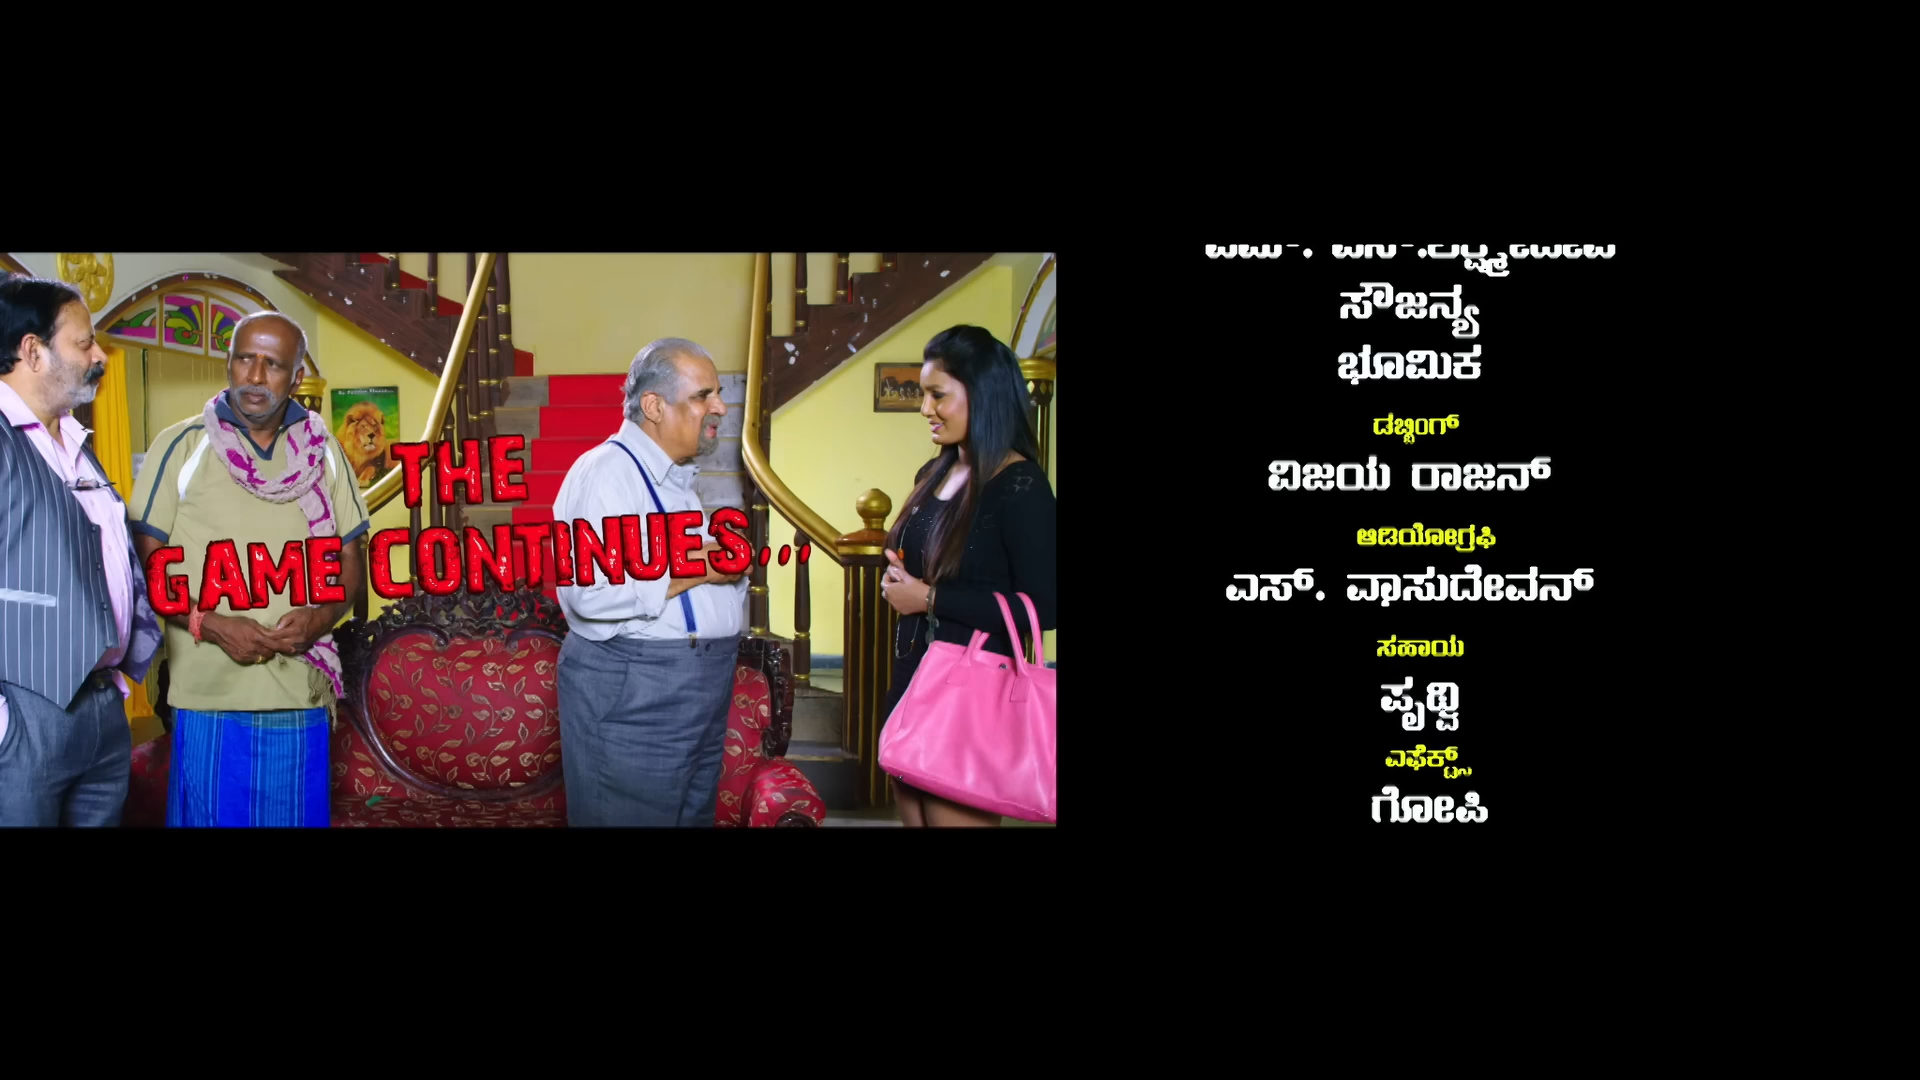 THE
GAME CONTINUES...
ಸೌಜನ್ಯ
ಭೂಮಿಕ
ಡಬ್ಬಿಂಗ್
ವಿಜಯ ರಾಜನ್
ಆಡಿಯೋಗ್ರಫಿ
ಎಸ್. ವಾಸುದೇವನ್
ಸಹಾಯ
ಪೃಥ್ವಿ
ಎಫೆಕ್ಟ್ಸ್
ಗೋಪಿ